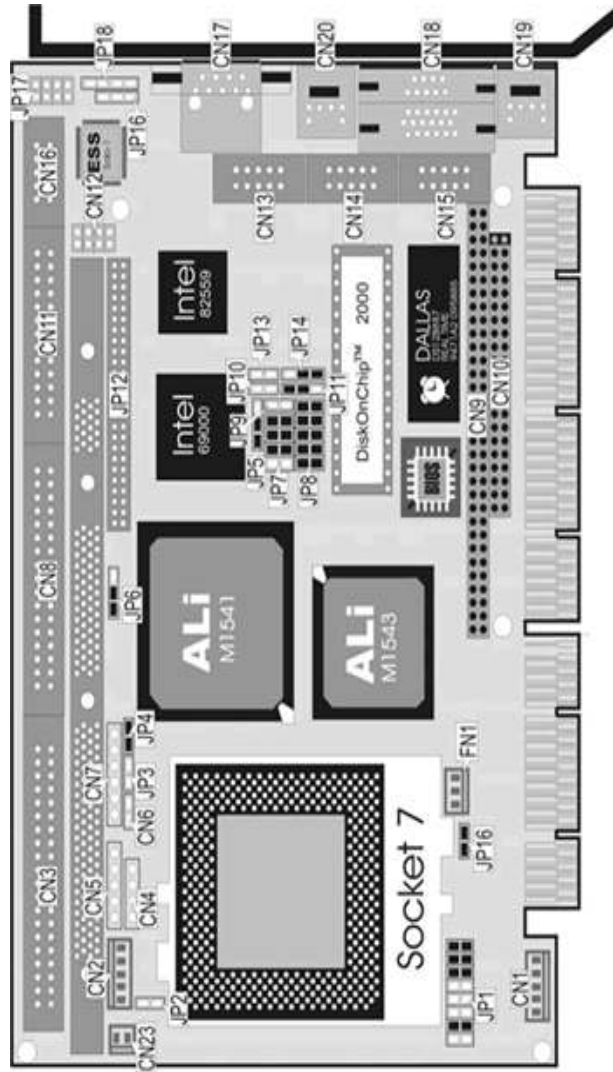 JP17
JP18
CN17
CN20
CN18
CN19
CN16
ESS
JP16
CN12
CN13
CN14
CN15
CN11
Intel
82559
JP13
JP14
JP10
JP12
JP11
DiskOnChip™ 2000
DALLAS
REAL TIME
CN10
CN9
Intel
69000
JP9
JP5
JP7
JP8
BIOS
CN8
JP6
ALi
M1541
ALi
M1543
JP4
CN7
JP3
CN6
FN1
JP16
CN3
CN5
CN4
CN2
Socket 7
JP2
JP1
CN1
CN23